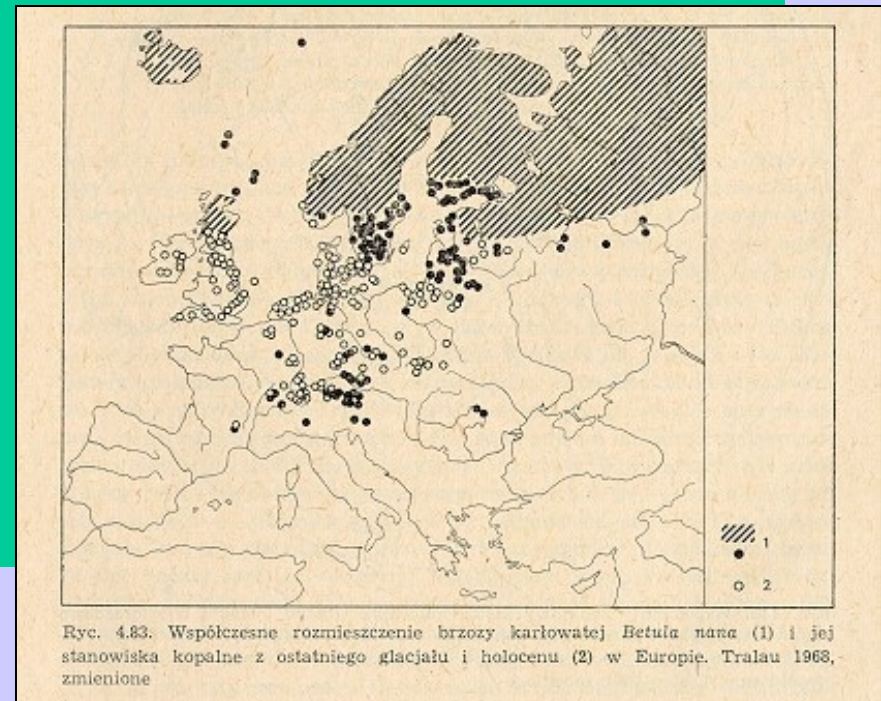 1
2
Ryc. 4.83. Współczesne rozmieszczenie brzozy karłowatej Betula nana (1) i jej
stanowiska kopalne z ostatniego glacjału i holocenu (2) w Europie. Tralau 1963,
zmienione